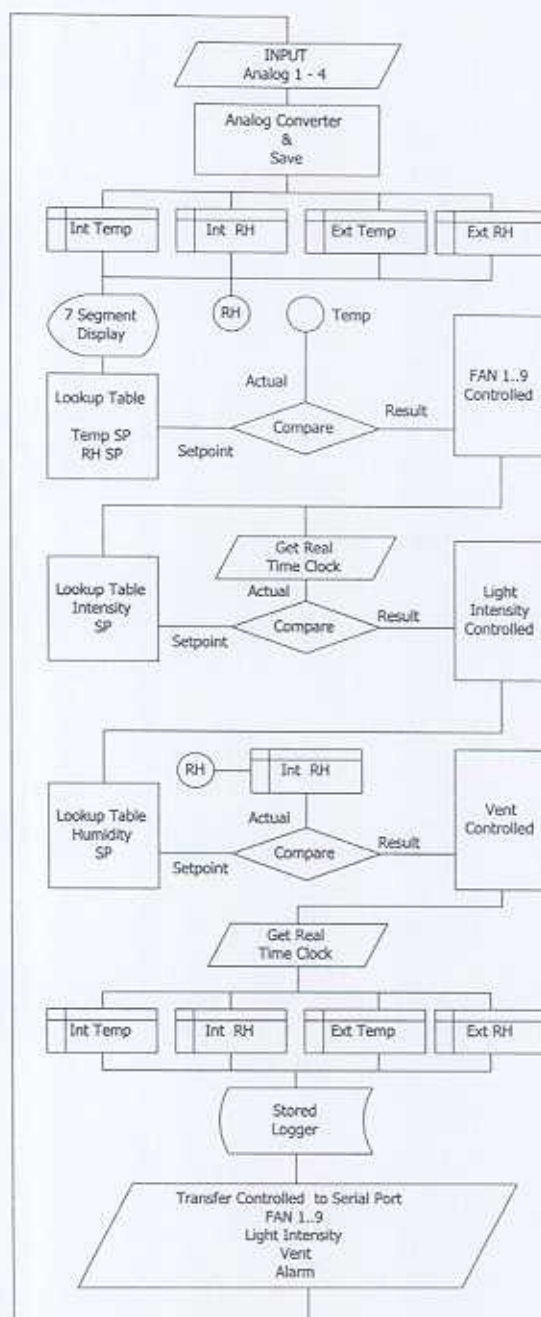 INPUT
Analog 1 - 4
Analog Converter
&
Save
Int Temp
Int RH
Ext Temp
Ext RH
7 Segment
Display
RH
Temp
Lookup Table
Temp SP
RH SP
Actual
Compare
Setpoint
Result
FAN 1..9
Controlled
Get Real
Time Clock
Lookup Table
Intensity
SP
Actual
Compare
Setpoint
Result
Light
Intensity
Controlled
RH
Int RH
Lookup Table
Humidity
SP
Actual
Compare
Setpoint
Result
Vent
Controlled
Get Real
Time Clock
Int Temp
Int RH
Ext Temp
Ext RH
Stored
Logger
Transfer Controlled to Serial Port
FAN 1..9
Light Intensity
Vent
Alarm